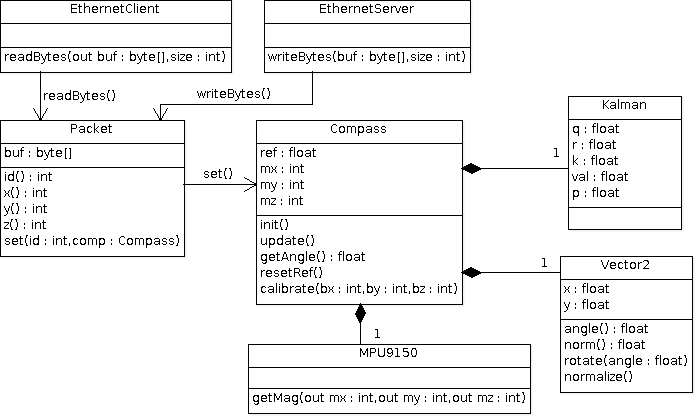 EthernetClient
readBytes(out buf : byte[],size : int)
EthernetServer
writeBytes(buf : byte[],size : int)
readBytes()
writeBytes()
Packet
buf : byte[]
id() : int
x() : int
y() : int
z() : int
set(id : int,comp : Compass)
set()
Compass
ref : float
mx : int
my : int
mz : int
init()
update()
getAngle() : float
resetRef()
calibrate(bx : int,by : int,bz : int)
1
Kalman
q : float
r : float
k : float
val : float
p : float
1
Vector2
x : float
y : float
angle() : float
norm() : float
rotate(angle : float)
normalize()
1
MPU9150
getMag(out mx : int,out my : int,out mz : int)